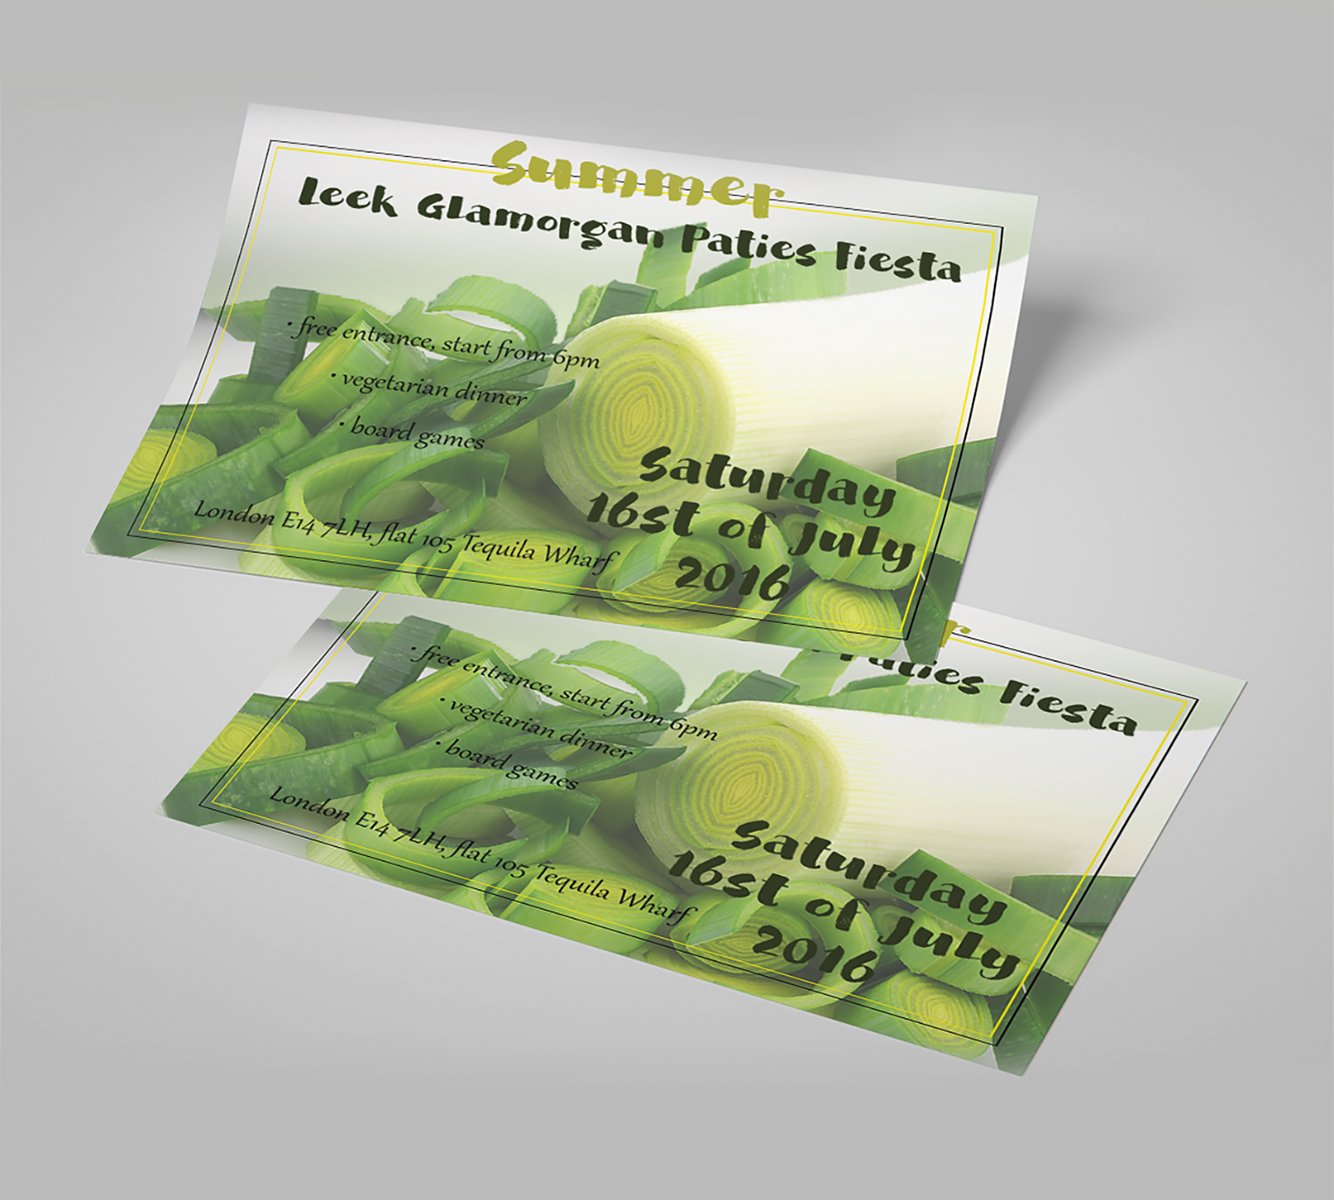 Summer
Leek Glamorgan Paties Fiesta
• free entrance, start from 6pm
• vegetarian dinner
• board games
Saturday
16st of July
2016
London E14 7LH, flat 105 Tequila Wharf
r
Paties Fiesta
• free entrance, start from 6pm
• vegetarian dinner
• board games
Saturday
16st of July
2016
London E14 7LH, flat 105 Tequila Wharf